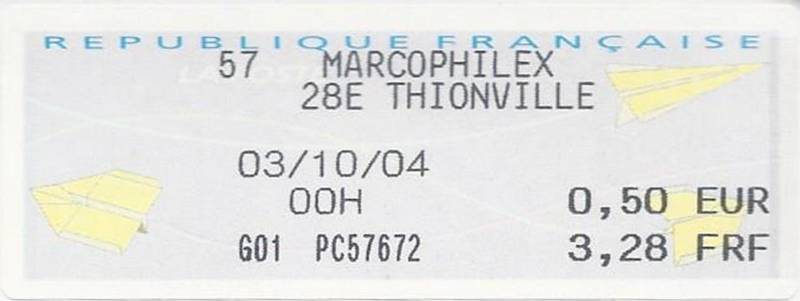 REPUBLIQUE FRANÇAISE
57 MARCOPHILEX
28E THIONVILLE
03/10/04
00H 0,50 EUR
G01 PC57672 3,28 FRF